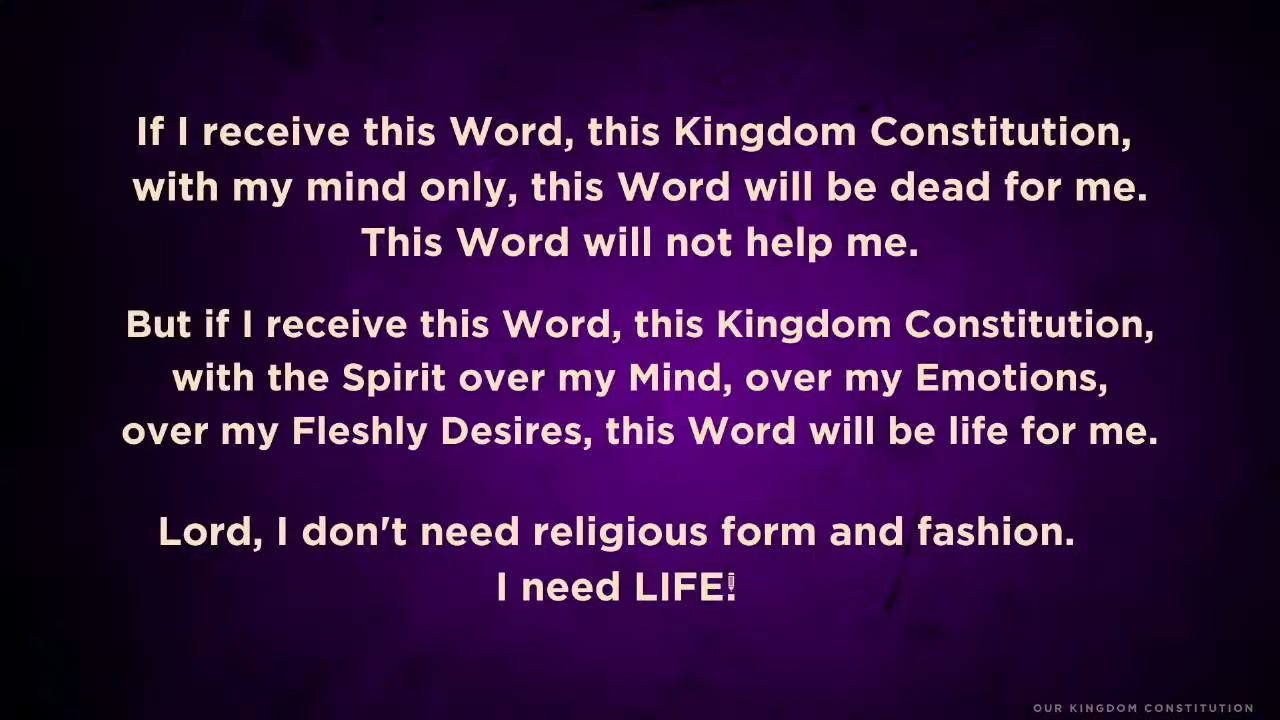 If I receive this Word, this Kingdom Constitution,
with my mind only, this Word will be dead for me.
This Word will not help me.
But if I receive this Word, this Kingdom Constitution,
with the Spirit over my Mind, over my Emotions,
over my Fleshly Desires, this Word will be life for me.
Lord, I don't need religious form and fashion.
I need LIFE!
OUR KINGDOM CONSTITUTION